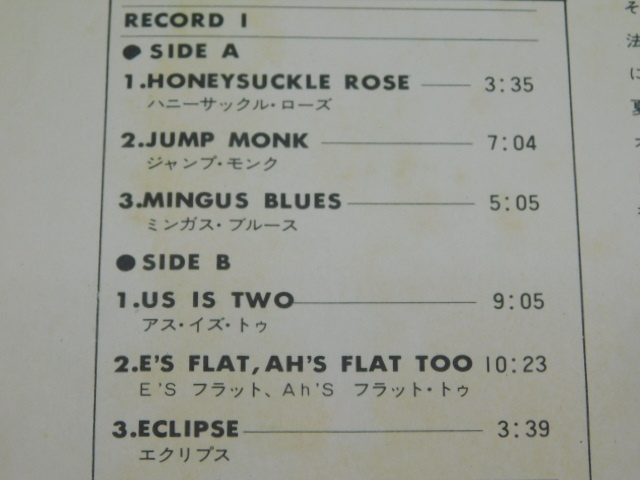 RECORD 1
● SIDE A
1.HONEYSUCKLE ROSE 3:35
ハニーサックル・ローズ
2.JUMP MONK 7:04
ジャンプ・モンク
3.MINGUS BLUES 5:05
ミンガス・ブルース
● SIDE B
1.US IS TWO 9:05
アス・イズ・トゥ
2.E'S FLAT, AH'S FLAT TOO 10:23
E'S フラット、Ah'S フラット・トゥ
3.ECLIPSE 3:39
エクリプス
そ
法
に
夏